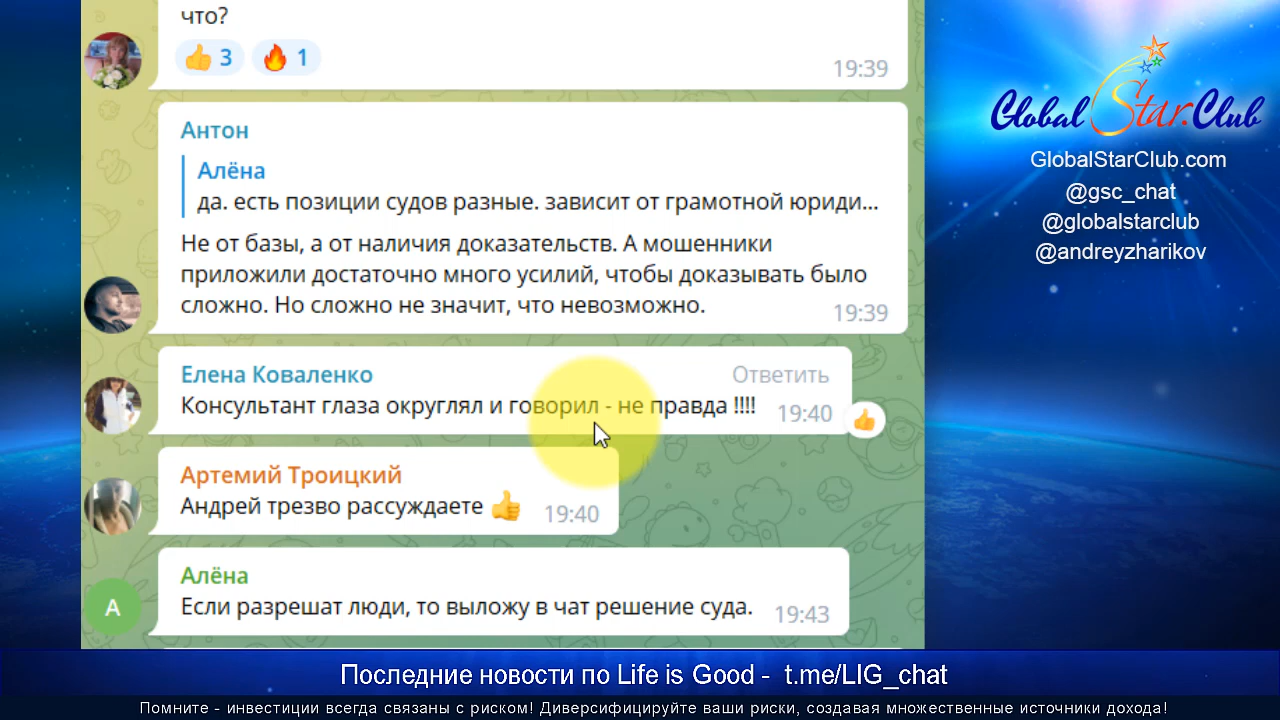 что?
👍 3 🔥 1
19:39
Антон
Алёна
да. есть позиции судов разные. зависит от грамотной юриди...
Не от базы, а от наличия доказательств. А мошенники
приложили достаточно много усилий, чтобы доказывать было
сложно. Но сложно не значит, что невозможно.
19:39
Елена Коваленко
Ответить
Консультант глаза округлял и говорил - не правда !!!!
19:40
👍
Артемий Троицкий
Андрей трезво рассуждаете 👍
19:40
А
Алёна
Если разрешат люди, то выложу в чат решение суда.
19:43
Global Star.Club
GlobalStarClub.com
@gsc_chat
@globalstarclub
@andreyzharikov
Последние новости по Life is Good - t.me/LIG_chat
Помните - инвестиции всегда связаны с риском! Диверсифицируйте ваши риски, создавая множественные источники дохода!